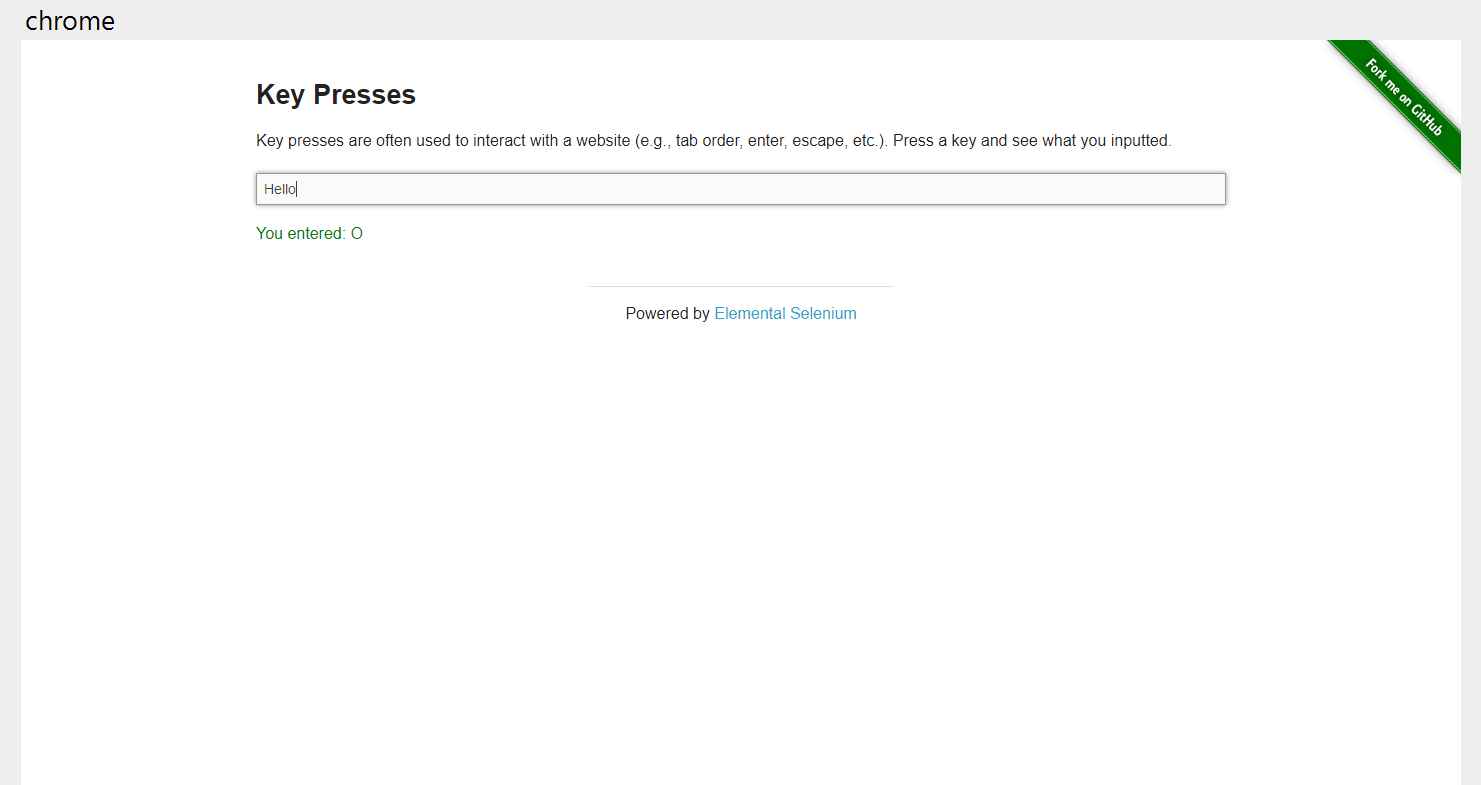 chrome
Fork me on GitHub
Key Presses
Key presses are often used to interact with a website (e.g., tab order, enter, escape, etc.). Press a key and see what you inputted.
Hello
You entered: O
Powered by Elemental Selenium